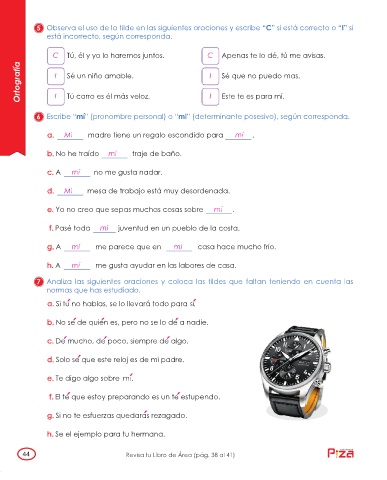 Ortografía
5 Observa el uso de la tilde en las siguientes oraciones y escribe “C” si está correcto o “I” si
está incorrecto, según corresponda.
C Tú, él y yo lo haremos juntos. C Apenas te lo dé, tú me avisas.
I Sé un niño amable. I Sé que no puedo mas.
I Tú carro es él más veloz. I Este te es para mí.
6 Escribe “mí” (pronombre personal) o “mi” (determinante posesivo), según corresponda.
a. Mi madre tiene un regalo escondido para mí .
b. No he traído mi traje de baño.
c. A mí no me gusta nadar.
d. Mi mesa de trabajo está muy desordenada.
e. Yo no creo que sepas muchas cosas sobre mí .
f. Pasé toda mi juventud en un pueblo de la costa.
g. A mí me parece que en mi casa hace mucho frío.
h. A mí me gusta ayudar en las labores de casa.
7 Analiza las siguientes oraciones y coloca las tildes que faltan teniendo en cuenta las
normas que has estudiado.
a. Si tú no hablas, se lo llevará todo para sí.
b. No sé de quién es, pero no se lo dé a nadie.
c. Dé mucho, dé poco, siempre dé algo.
d. Solo sé que este reloj es de mi padre.
e. Te digo algo sobre mí.
f. El té que estoy preparando es un té estupendo.
g. Si no te esfuerzas quedarás rezagado.
h. Se el ejemplo para tu hermana.
44 Revisa tu Libro de Área (pág. 38 al 41)